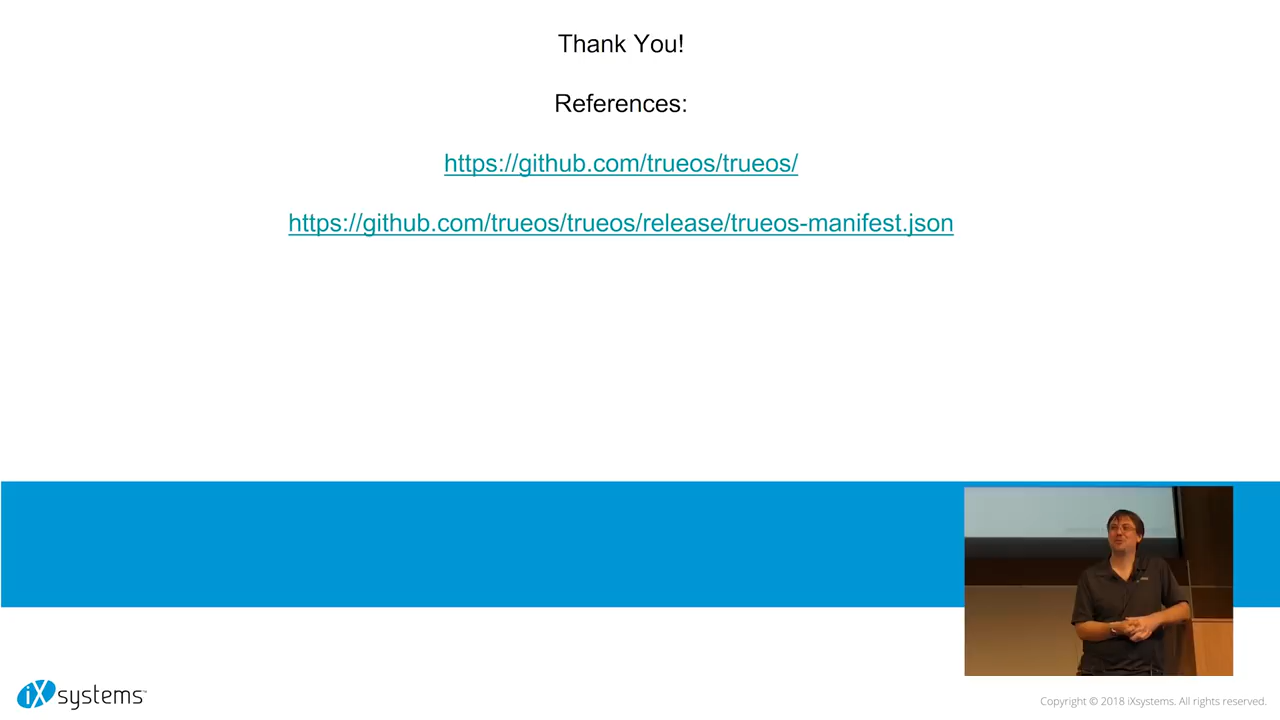 Thank You!
References:
https://github.com/trueos/trueos/
https://github.com/trueos/trueos/release/trueos-manifest.json
iXsystems™
Copyright © 2018 iXsystems. All rights reserved.